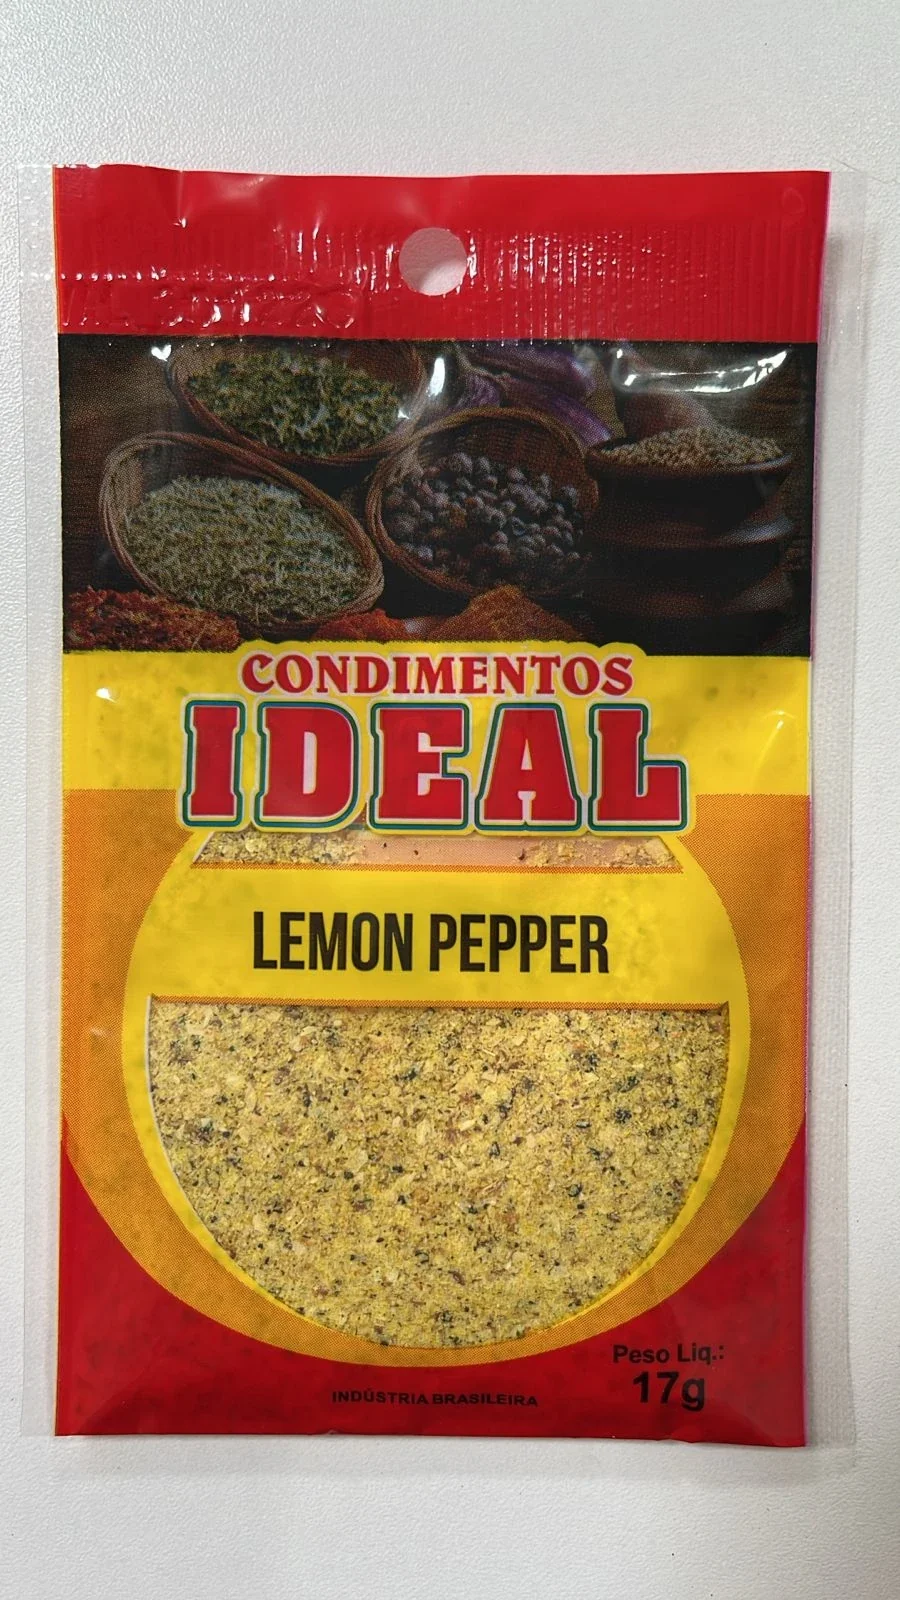 CONDIMENTOS
IDEAL
LEMON PEPPER
Peso Liq.:
17g
INDÚSTRIA BRASILEIRA